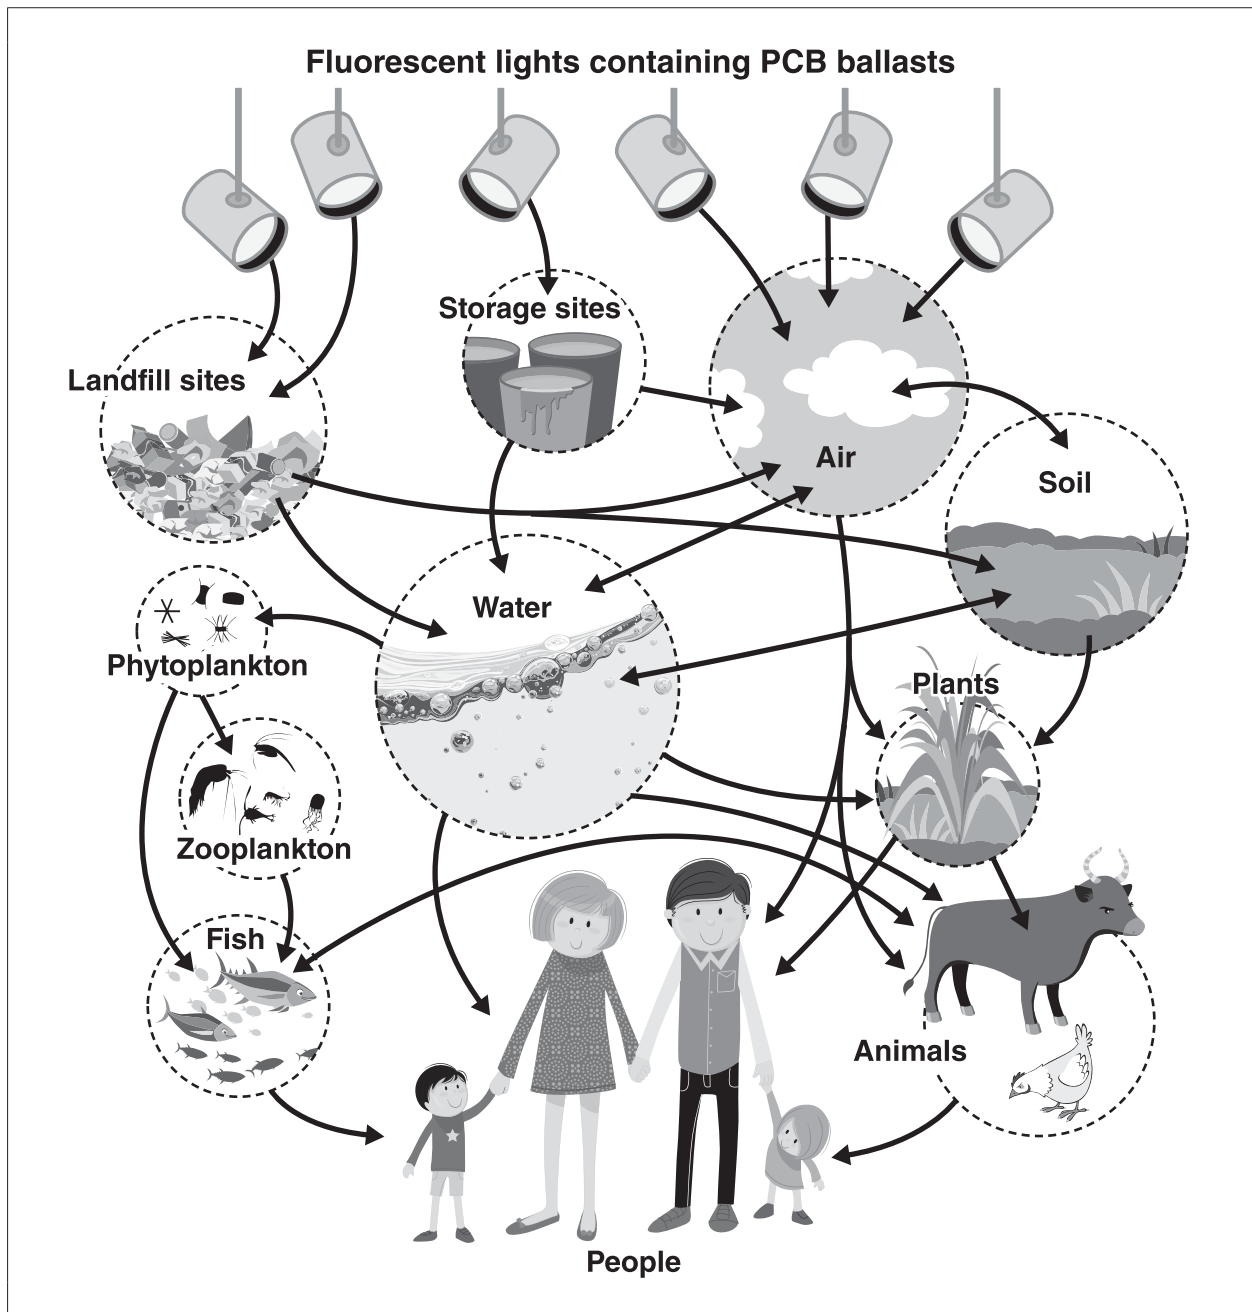 Fluorescent lights containing PCB ballasts
Storage sites
Landfill sites
Air
Soil
Water
Phytoplankton
Plants
Zooplankton
Fish
Animals
People